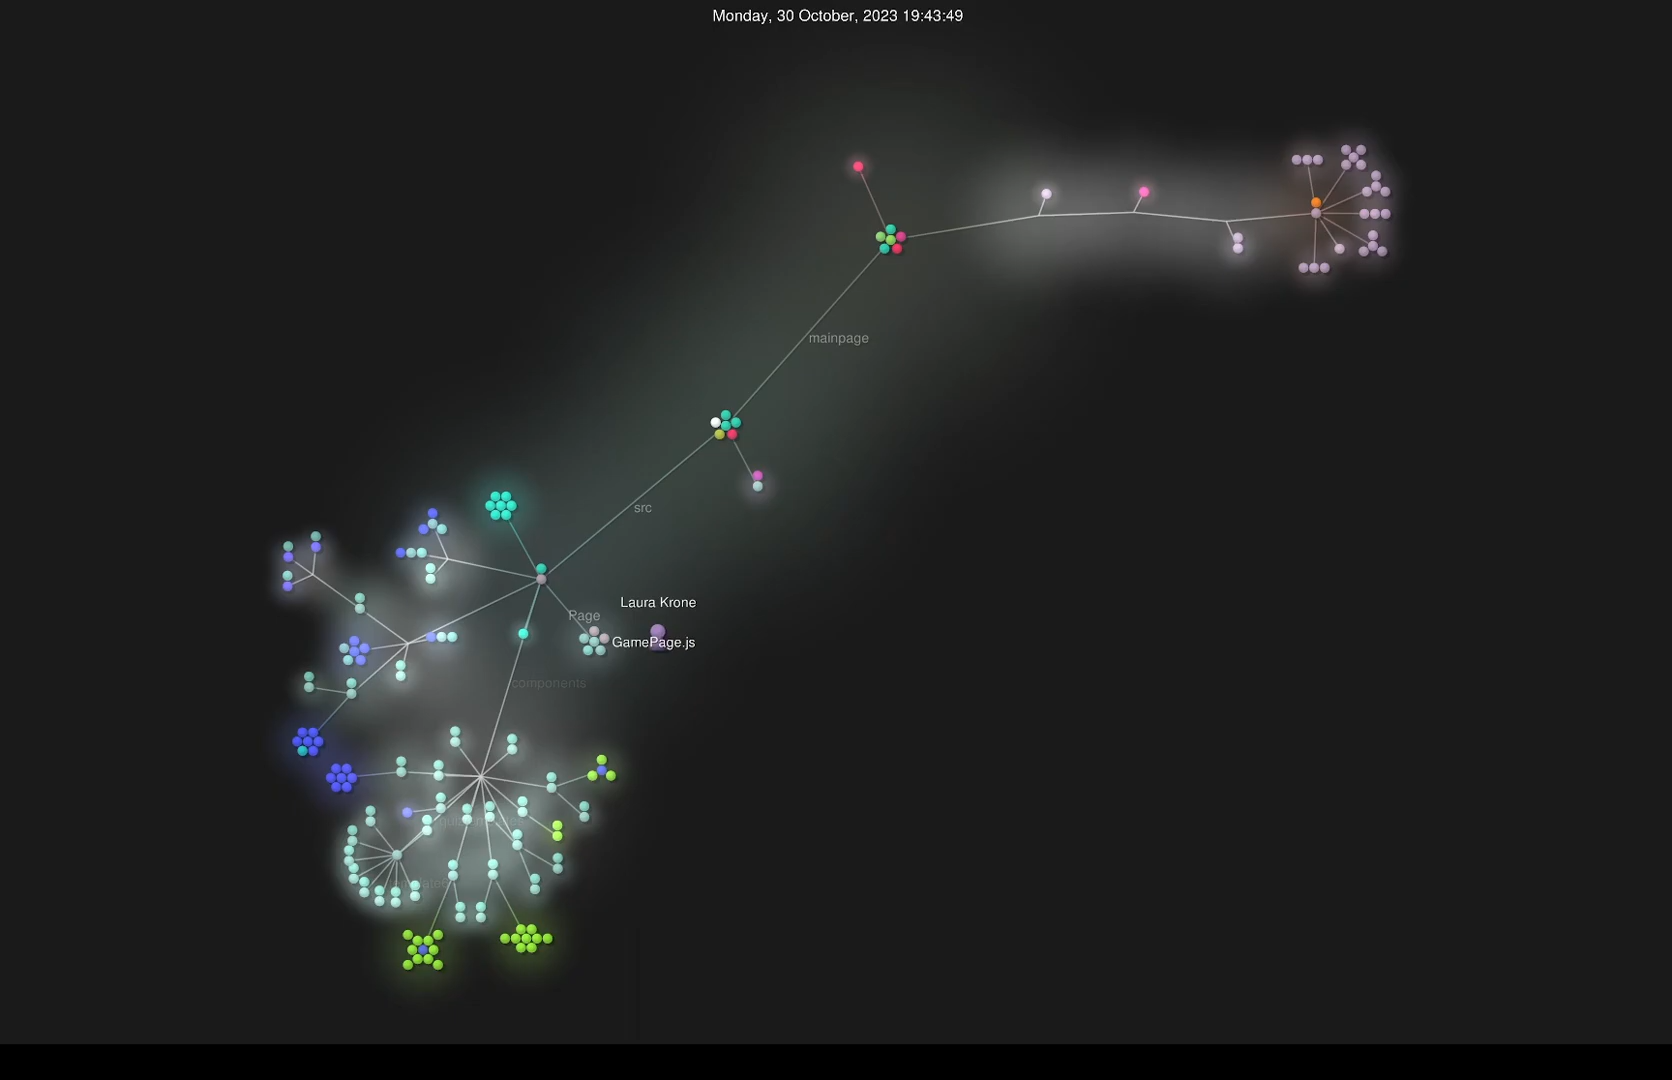 Monday, 30 October, 2023 19:43:49
mainpage
src
Laura Krone
Page
GamePage.js
components